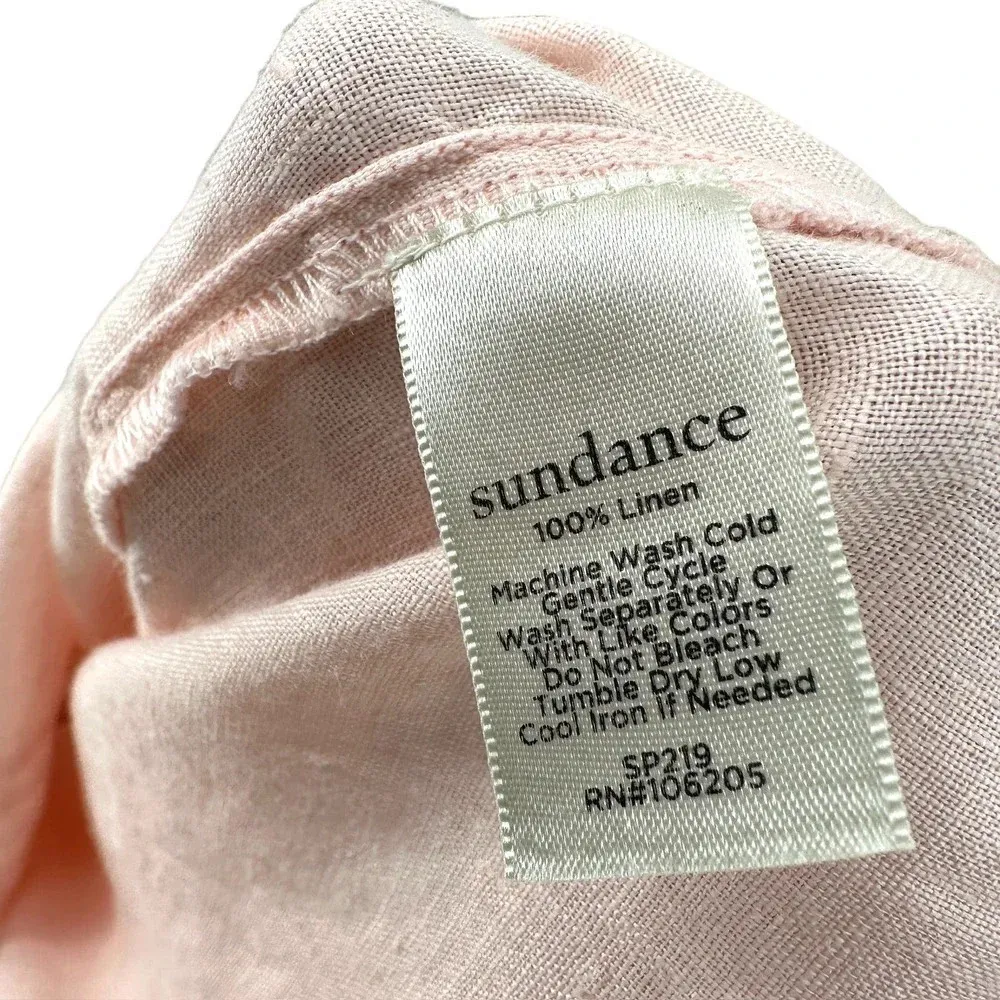 sundance
100% Linen
Machine Wash Cold
Gentle Cycle
Wash Separately Or
With Like Colors
Do Not Bleach
Tumble Dry Low
Cool Iron If Needed
SP219
RN#106205